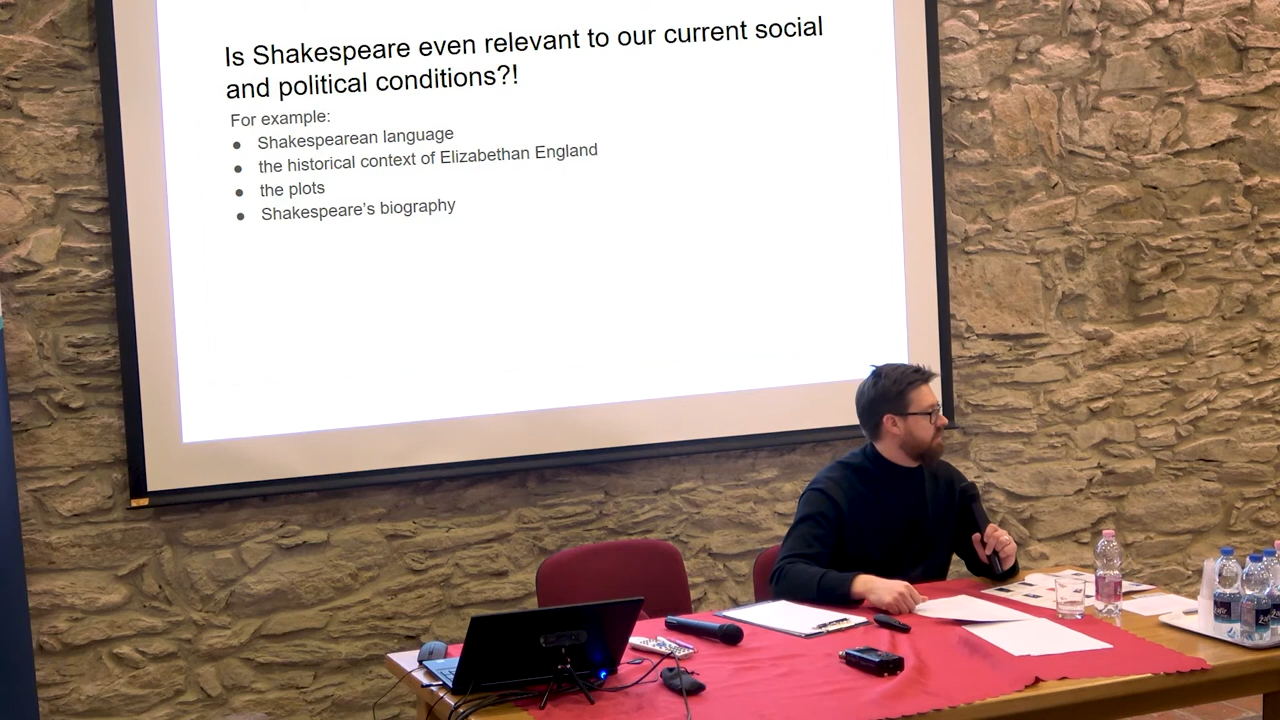 Is Shakespeare even relevant to our current social
and political conditions?!
For example:
● Shakespearean language
● the historical context of Elizabethan England
● the plots
● Shakespeare's biography